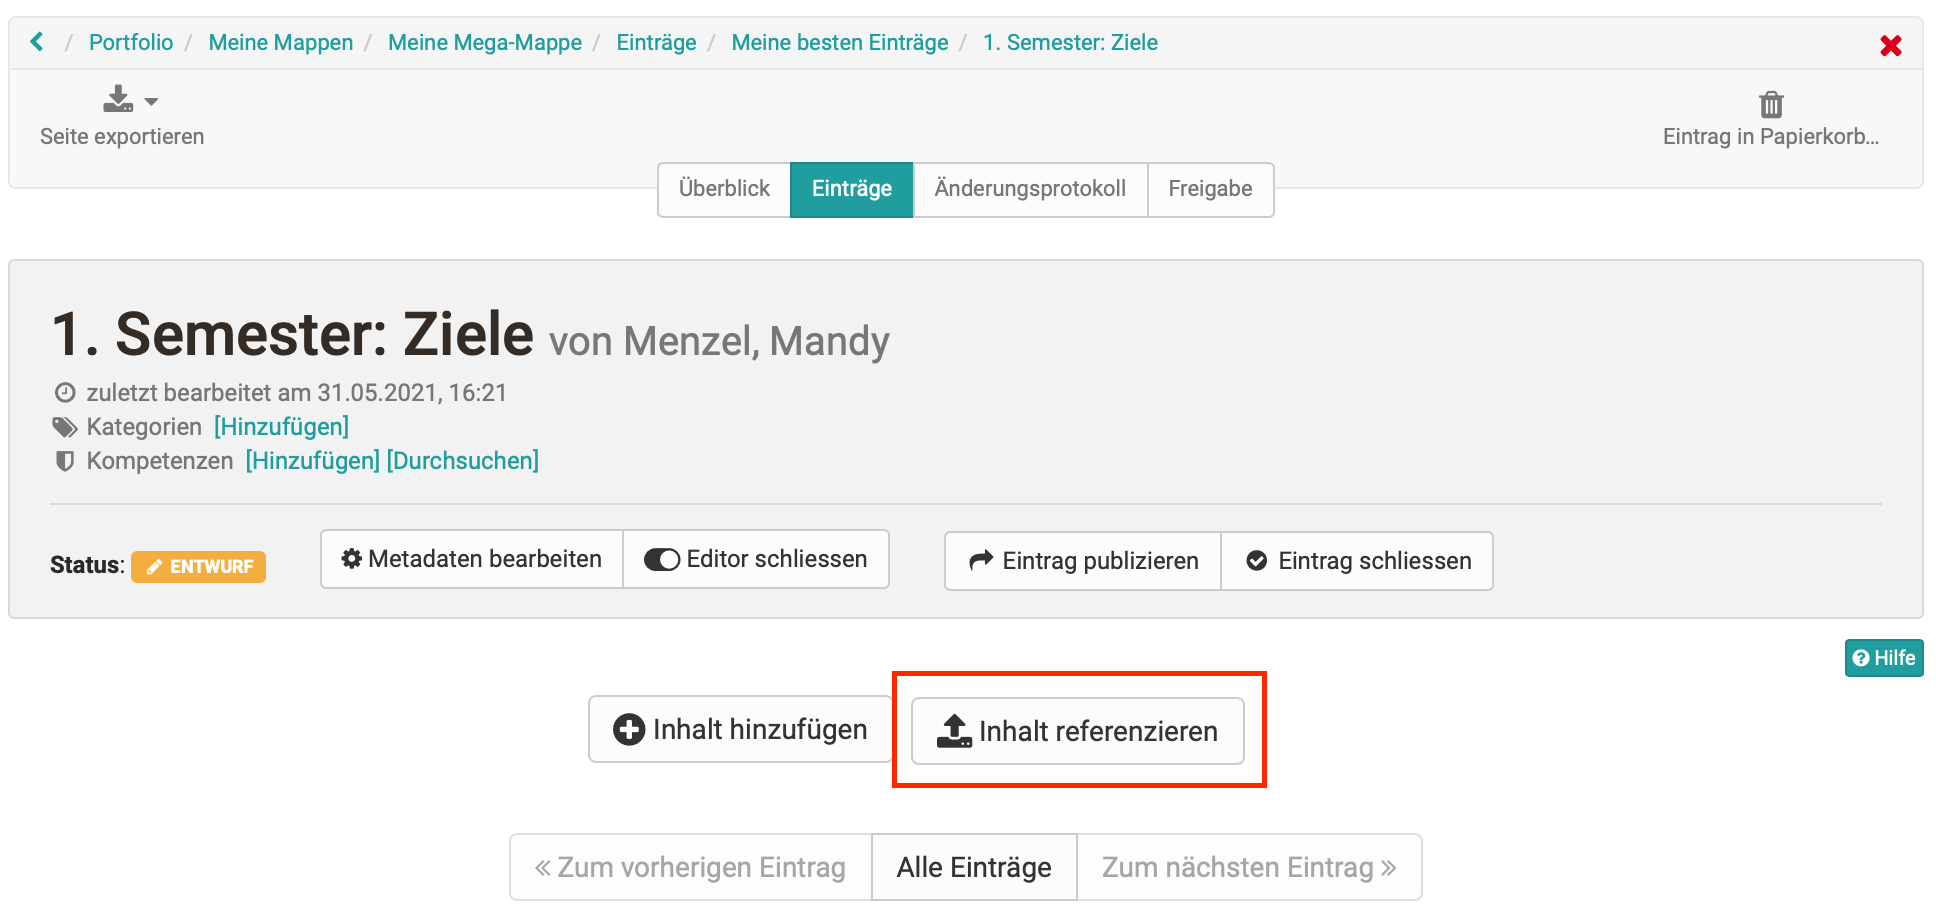 / Portfolio / Meine Mappen / Meine Mega-Mappe / Einträge / Meine besten Einträge / 1. Semester: Ziele
Seite exportieren
Eintrag in Papierkorb...
Überblick Einträge Änderungsprotokoll Freigabe
1. Semester: Ziele von Menzel, Mandy
zuletzt bearbeitet am 31.05.2021, 16:21
Kategorien [Hinzufügen]
Kompetenzen [Hinzufügen] [Durchsuchen]
Status: ENTWURF Metadaten bearbeiten Editor schliessen Eintrag publizieren Eintrag schliessen
Hilfe
Inhalt hinzufügen Inhalt referenzieren
« Zum vorherigen Eintrag Alle Einträge Zum nächsten Eintrag »